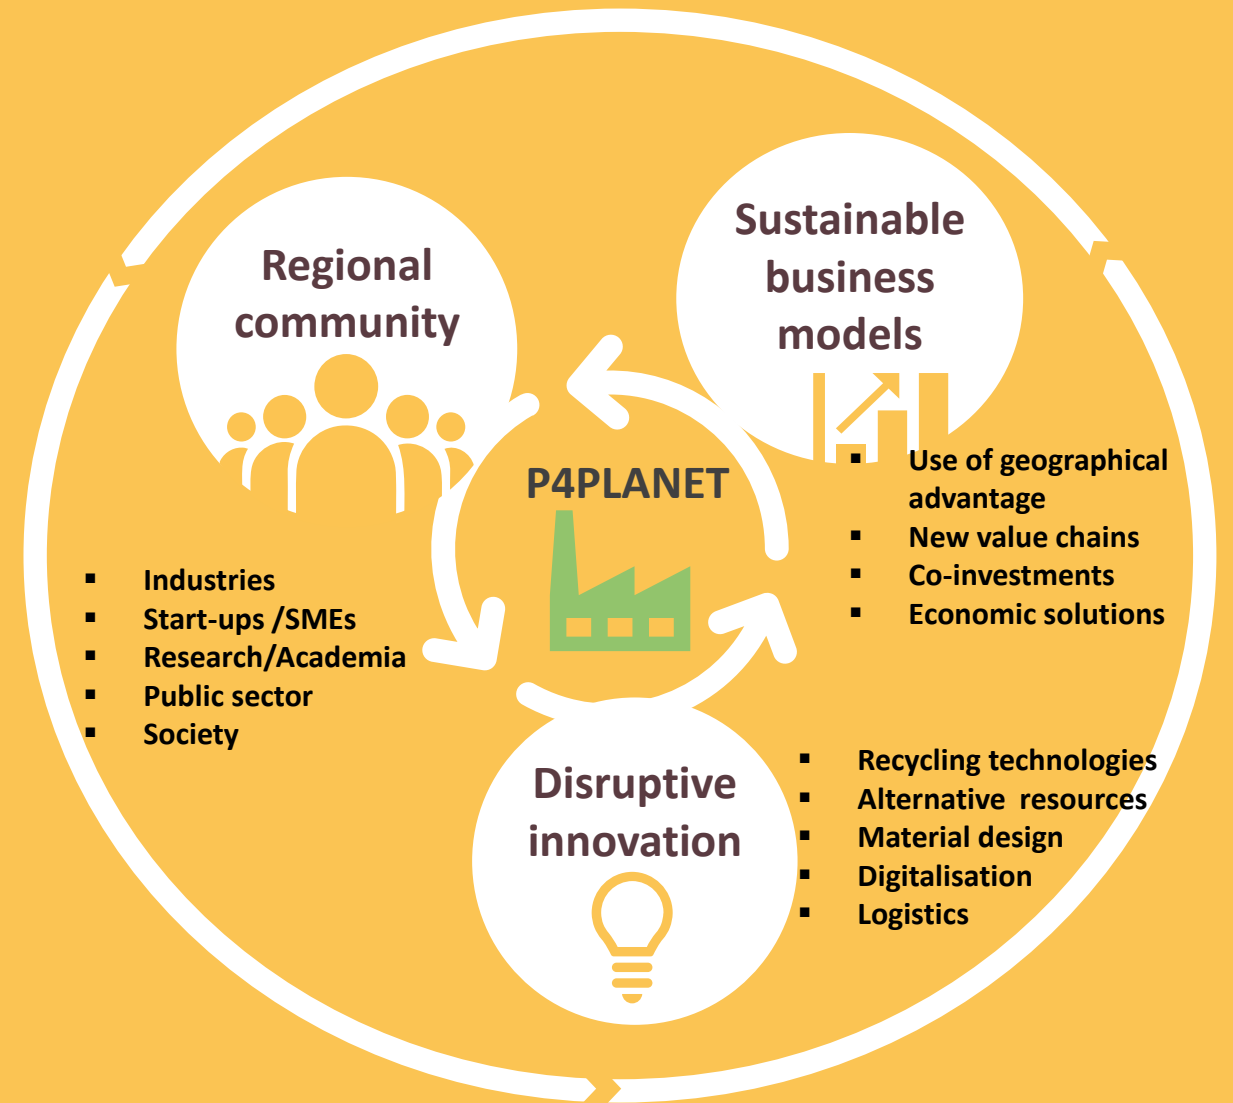 Regional
community
▪ Industries
▪ Start-ups /SMEs
▪ Research/Academia
▪ Public sector
▪ Society
Sustainable
business
models
▪ Use of geographical
advantage
▪ New value chains
▪ Co-investments
▪ Economic solutions
P4PLANET
Disruptive
innovation
▪ Recycling technologies
▪ Alternative  resources
▪ Material design
▪ Digitalisation
▪ Logistics